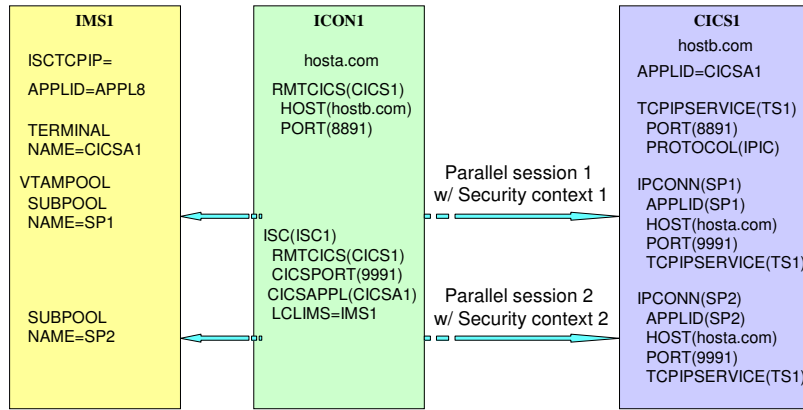 IMS1
ISCTCPIP=
APPLID=APPL8
TERMINAL
NAME=CICSA1
VTAMPOOL
SUBPOOL
NAME=SP1
SUBPOOL
NAME=SP2
ICON1
hosta.com
RMTCICS(CICS1)
HOST(hostb.com)
PORT(8891)
ISC(ISC1)
RMTCICS(CICS1)
CICSPORT(9991)
CICSAPPL(CICSA1)
LCLIMS=IMS1
Parallel session 1
w/ Security context 1
Parallel session 2
w/ Security context 2
CICS1
hostb.com
APPLID=CICSA1
TCPIPSERVICE(TS1)
PORT(8891)
PROTOCOL(IPIC)
IPCONN(SP1)
APPLID(SP1)
HOST(hosta.com)
PORT(9991)
TCPIPSERVICE(TS1)
IPCONN(SP2)
APPLID(SP2)
HOST(hosta.com)
PORT(9991)
TCPIPSERVICE(TS1)